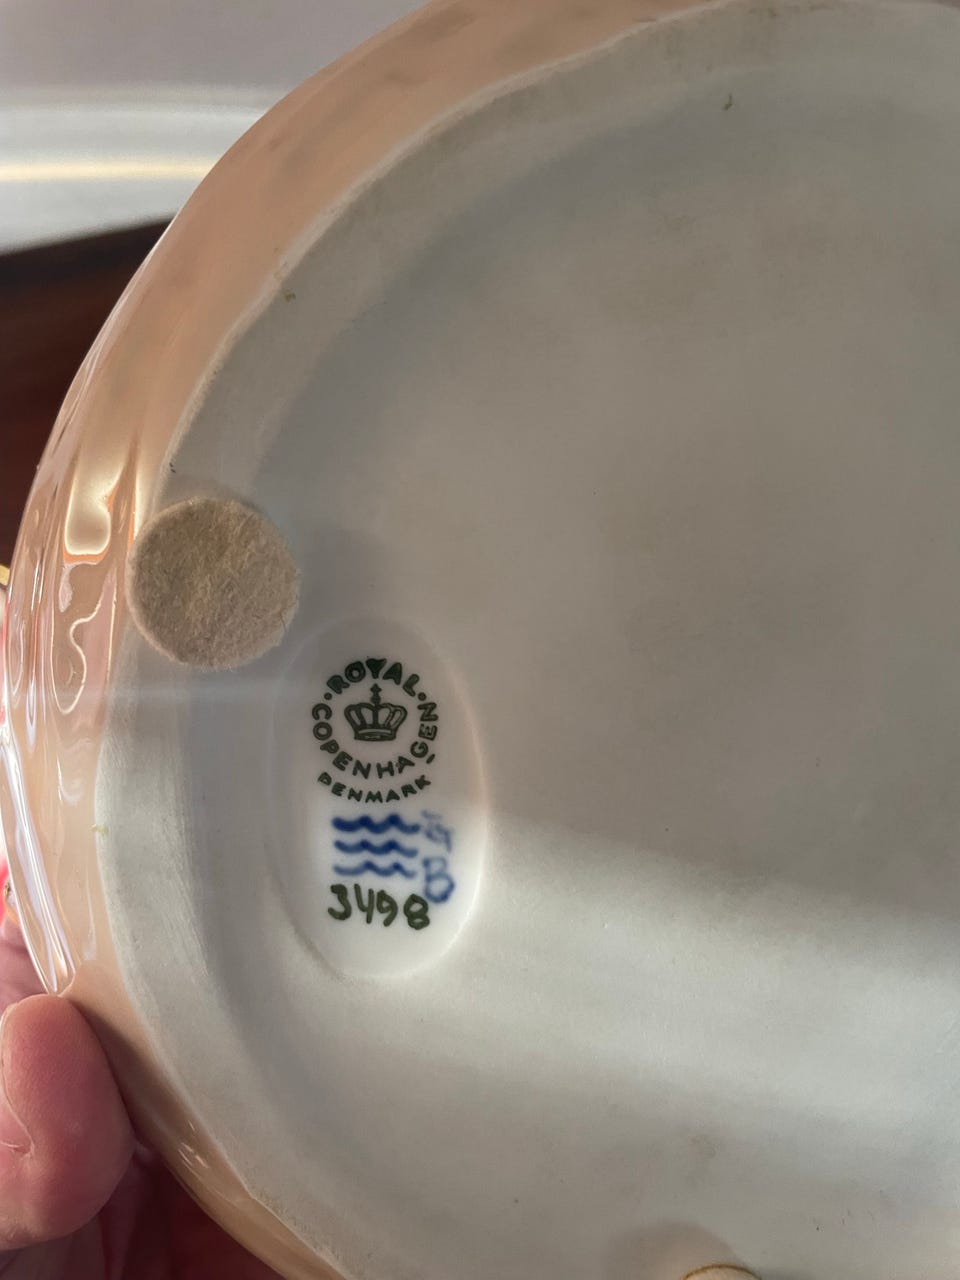 ROYAL
COPENHAGEN
DENMARK
B
3498